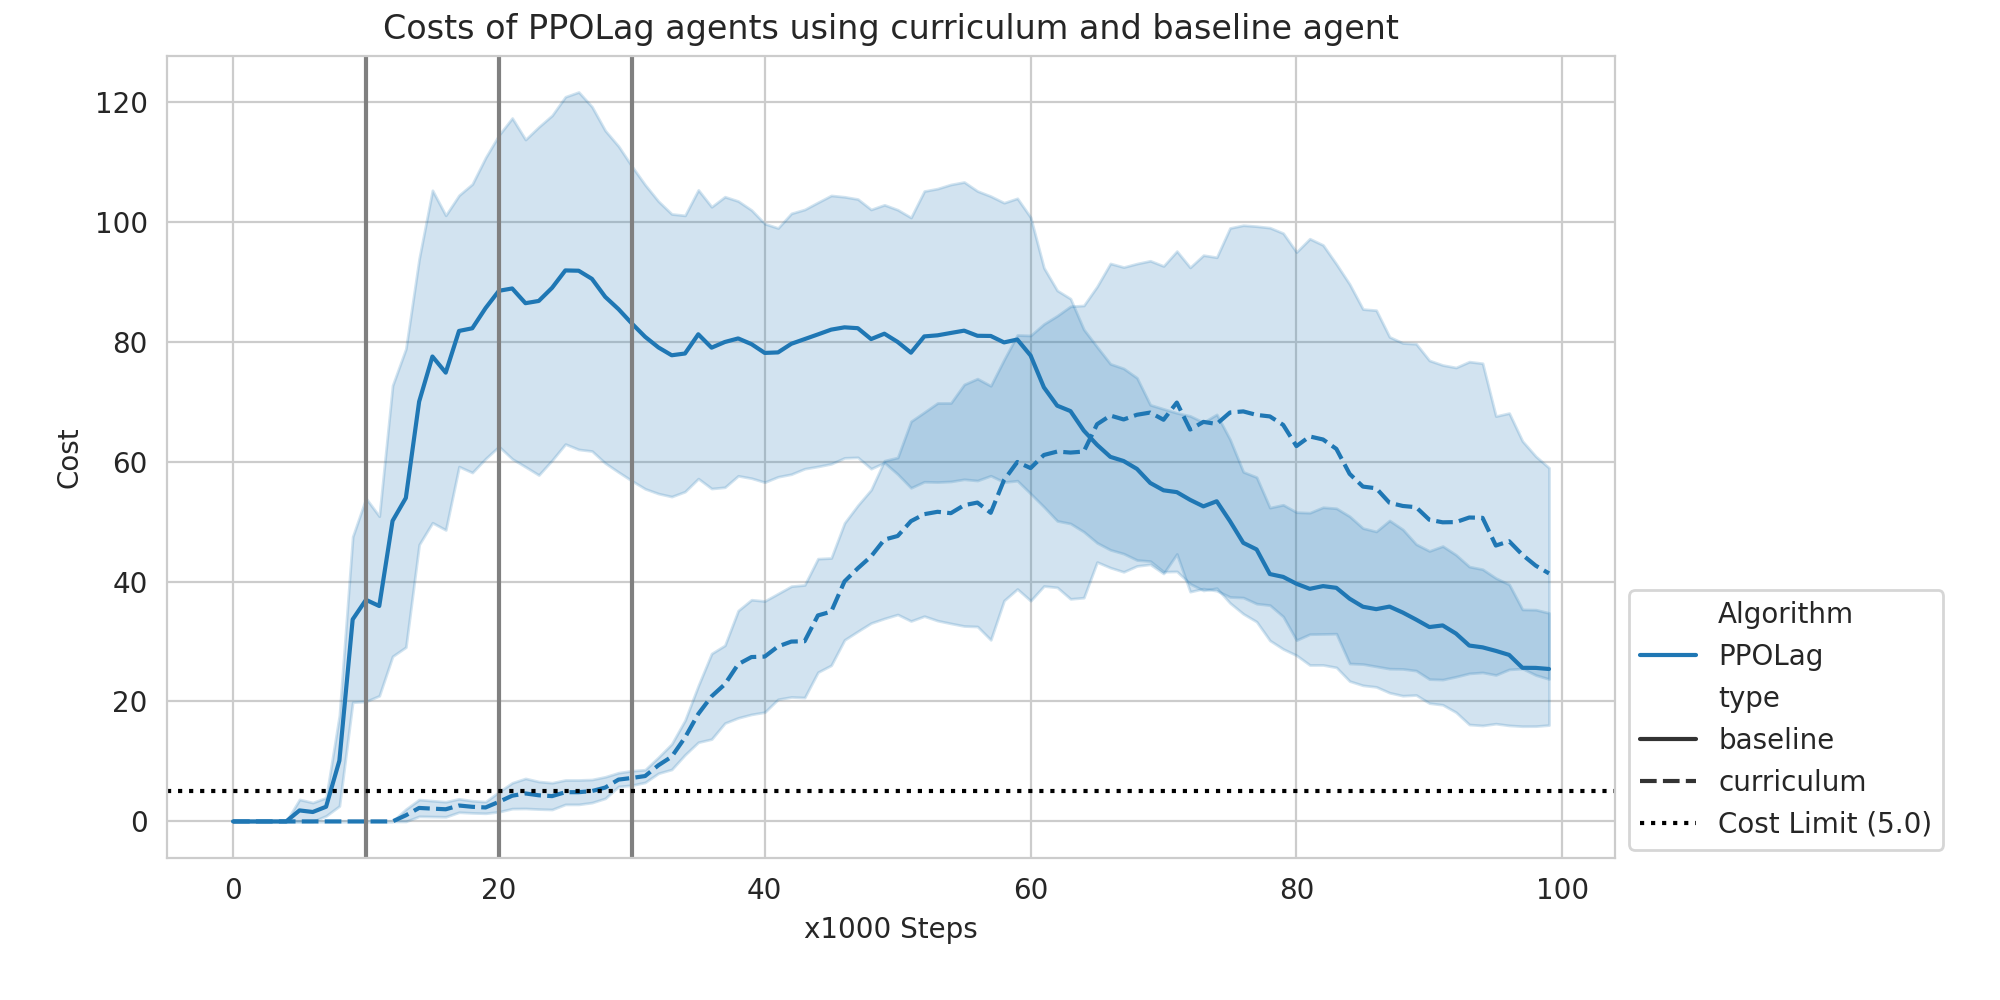 Costs of PPOLag agents using curriculum and baseline agent
120
100
80
60
40
20
0
Cost
0 20 40 60 80 100
x1000 Steps
Algorithm
PPOLag
type
baseline
curriculum
Cost Limit (5.0)